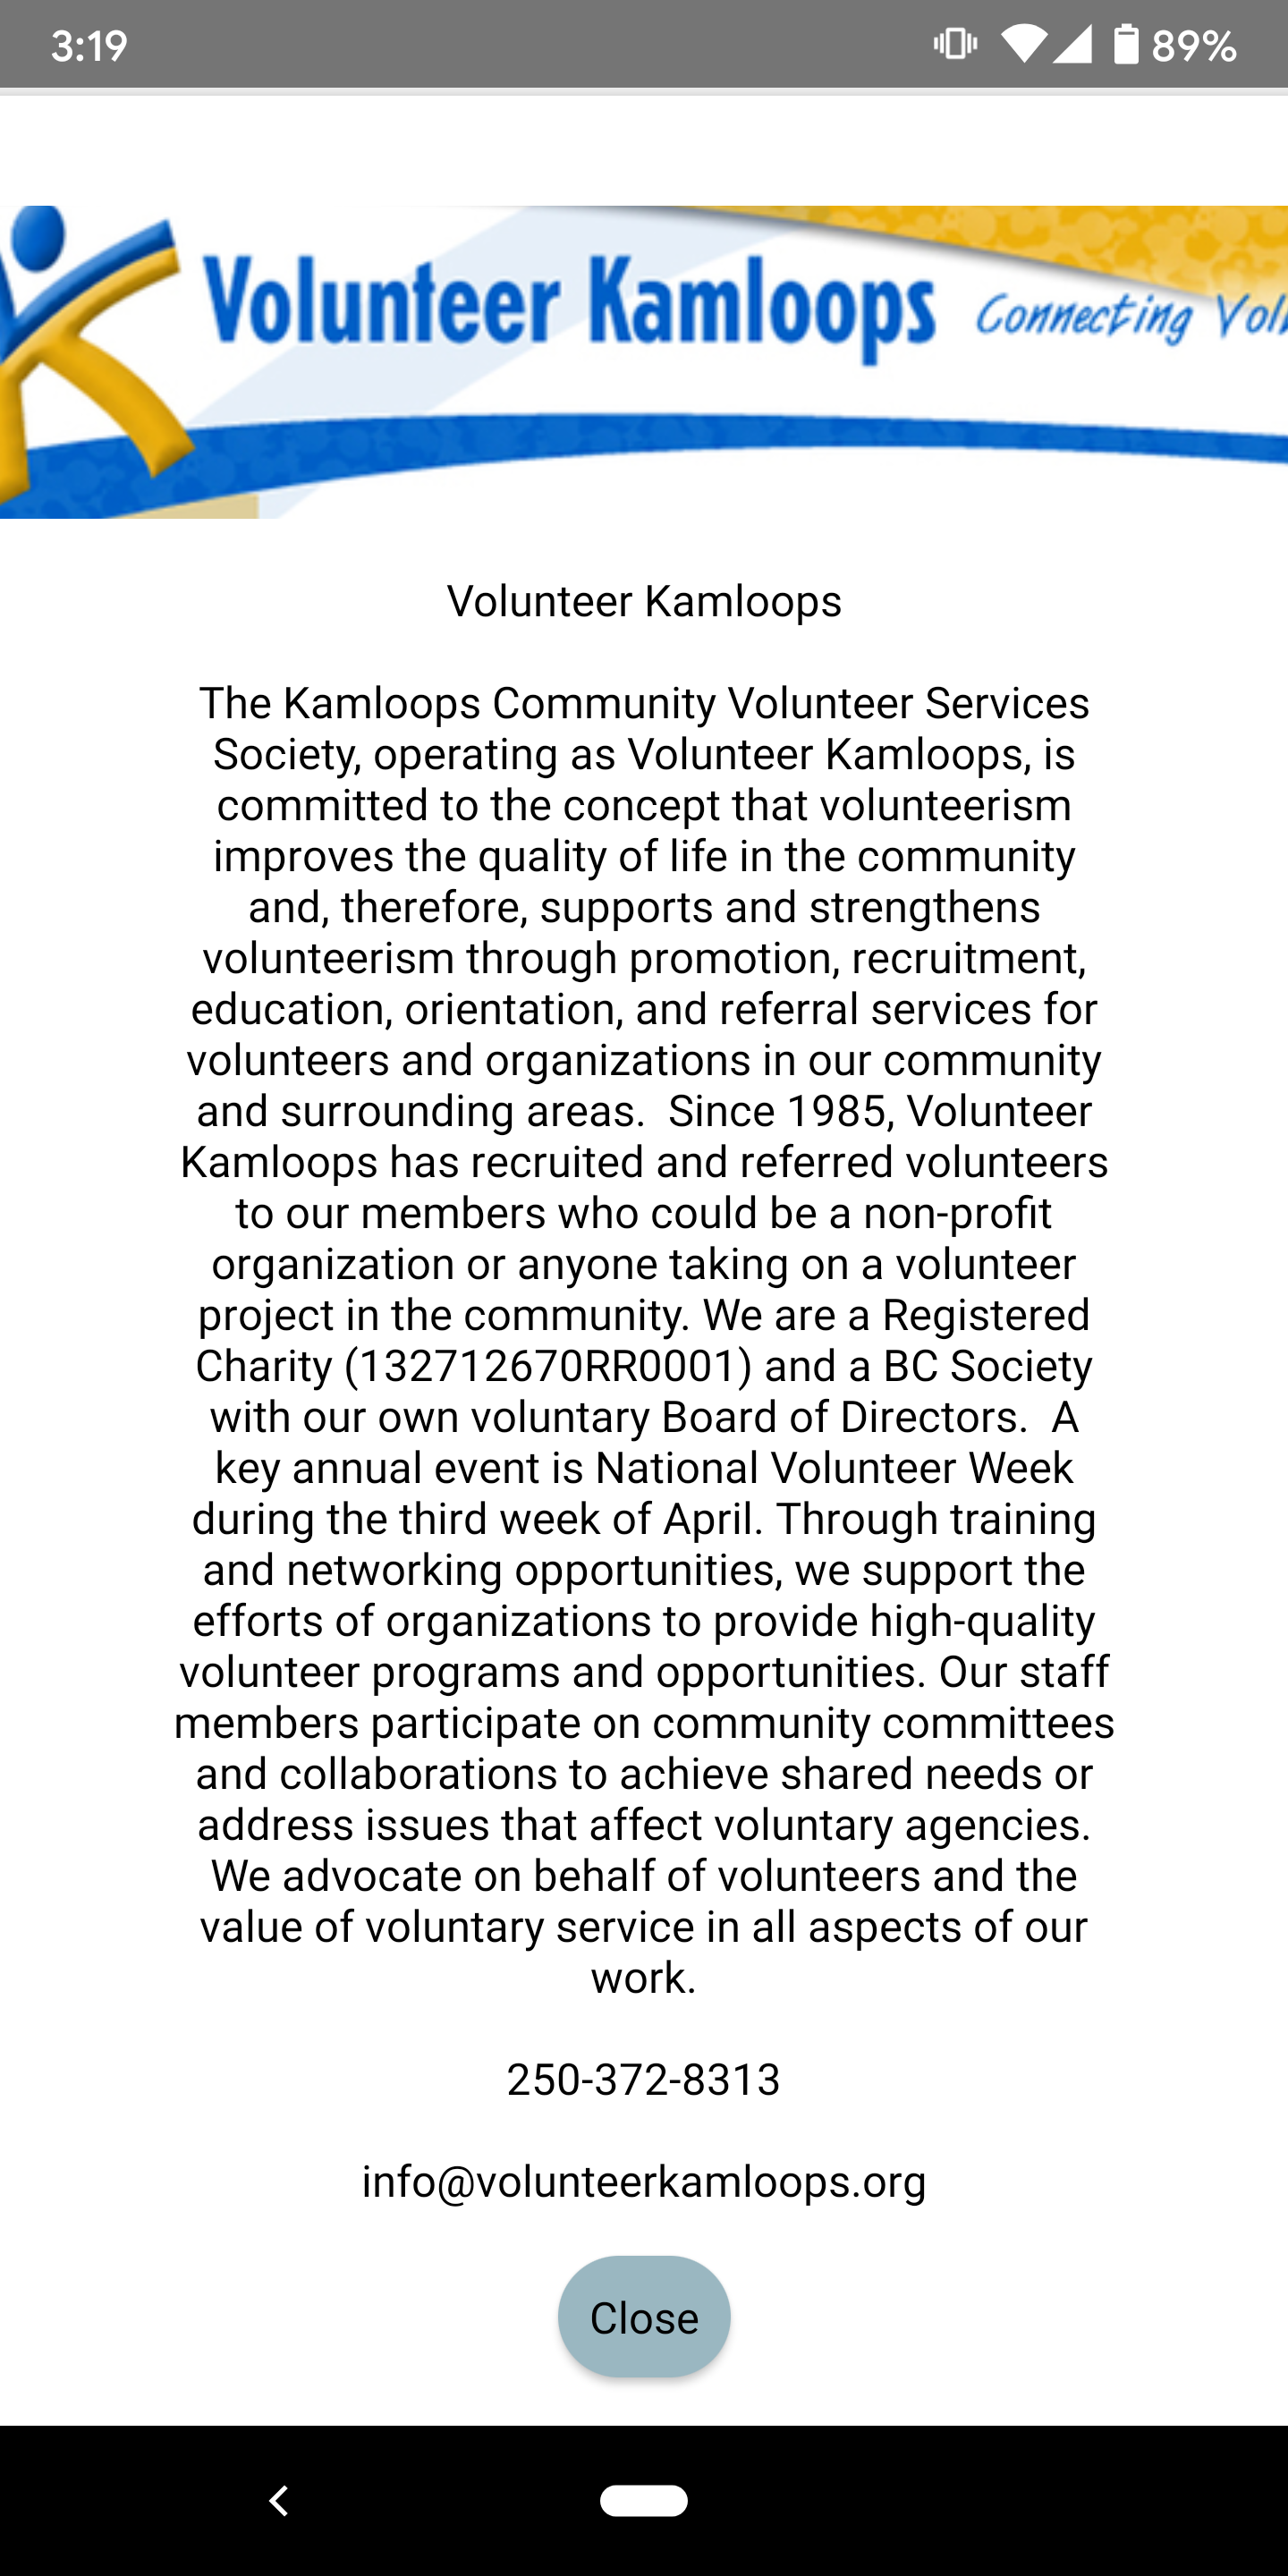 3:19
89%
Volunteer Kamloops
Connecting
Volunteer Kamloops
The Kamloops Community Volunteer Services
Society, operating as Volunteer Kamloops, is
committed to the concept that volunteerism
improves the quality of life in the community
and, therefore, supports and strengthens
volunteerism through promotion, recruitment,
education, orientation, and referral services for
volunteers and organizations in our community
and surrounding areas.  Since 1985, Volunteer
Kamloops has recruited and referred volunteers
to our members who could be a non-profit
organization or anyone taking on a volunteer
project in the community. We are a Registered
Charity (132712670RR0001) and a BC Society
with our own voluntary Board of Directors.  A
key annual event is National Volunteer Week
during the third week of April. Through training
and networking opportunities, we support the
efforts of organizations to provide high-quality
volunteer programs and opportunities. Our staff
members participate on community committees
and collaborations to achieve shared needs or
address issues that affect voluntary agencies.
We advocate on behalf of volunteers and the
value of voluntary service in all aspects of our
work.
250-372-8313
info@volunteerkamloops.org
Close